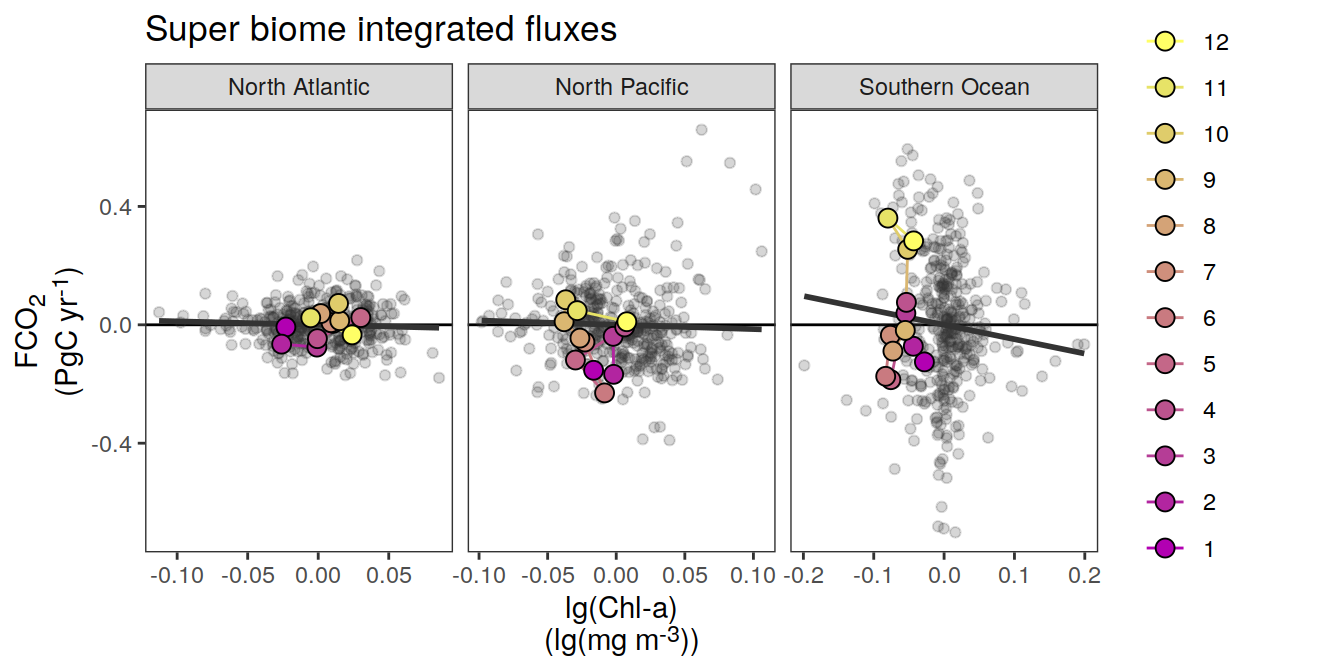 Super biome integrated fluxes
North Atlantic
North Pacific
Southern Ocean
FCO₂
(PgC yr⁻¹)
0.4
0.0
-0.4
-0.10 -0.05 0.00 0.05
-0.10 -0.05 0.00 0.05 0.10
-0.2 -0.1 0.0 0.1 0.2
lg(Chl-a)
(lg(mg m⁻³))
12
11
10
9
8
7
6
5
4
3
2
1